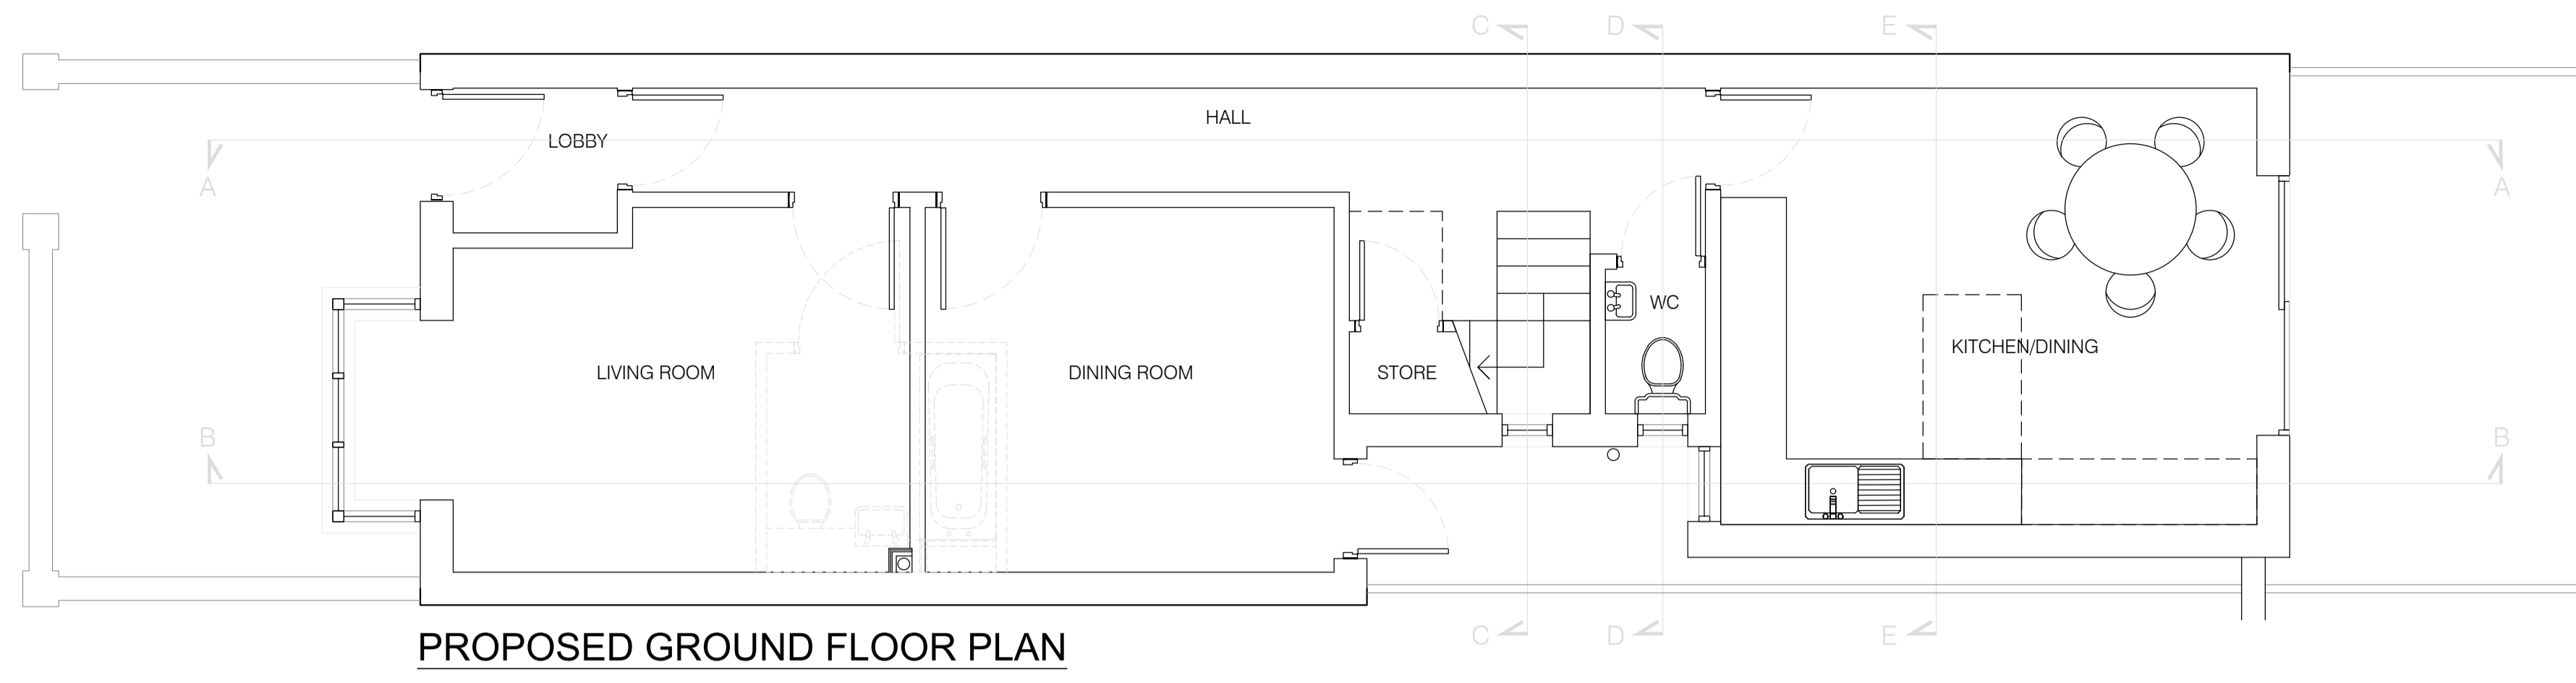 C D E
HALL
LOBBY
A A
WC
KITCHEN/DINING
LIVING ROOM DINING ROOM STORE
B B
C D E
PROPOSED GROUND FLOOR PLAN